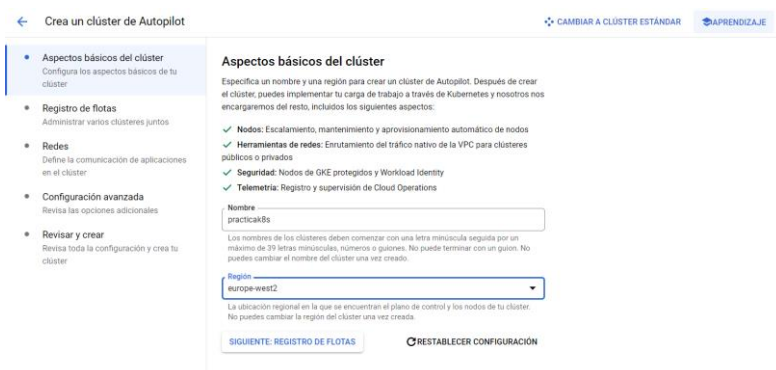 Crea un clúster de Autopilot
CAMBIAR A CLÚSTER ESTÁNDAR
APRENDIZAJE
Aspectos básicos del clúster
Configura los aspectos básicos de tu
clúster
Registro de flotas
Administrar varios clústeres juntos
Redes
Define la comunicación de aplicaciones
en el clúster
Configuración avanzada
Revisa las opciones adicionales
Revisar y crear
Revisa toda la configuración y crea tu
clúster
Aspectos básicos del clúster
Especifica un nombre y una región para crear un clúster de Autopilot. Después de crear
el clúster, puedes implementar tu carga de trabajo a través de Kubernetes y nosotros nos
encargaremos del resto, incluidos los siguientes aspectos:
Nodos: Escalamiento, mantenimiento y aprovisionamiento automático de nodos
Herramientas de redes: Enrutamiento del tráfico nativo de la VPC para clústeres
públicos o privados
Seguridad: Nodos de GKE protegidos y Workload Identity
Telemetría: Registro y supervisión de Cloud Operations
Nombre
practicak8s
Los nombres de los clústeres deben comenzar con una letra minúscula seguida por un
máximo de 39 letras minúsculas, números o guiones. No puede terminar con un guion. No
puedes cambiar el nombre del clúster una vez creado.
Región
europe-west2
La ubicación regional en la que se encuentran el plano de control y los nodos de tu clúster.
No puedes cambiar la región del clúster una vez creada.
SIGUIENTE: REGISTRO DE FLOTAS
RESTABLECER CONFIGURACIÓN